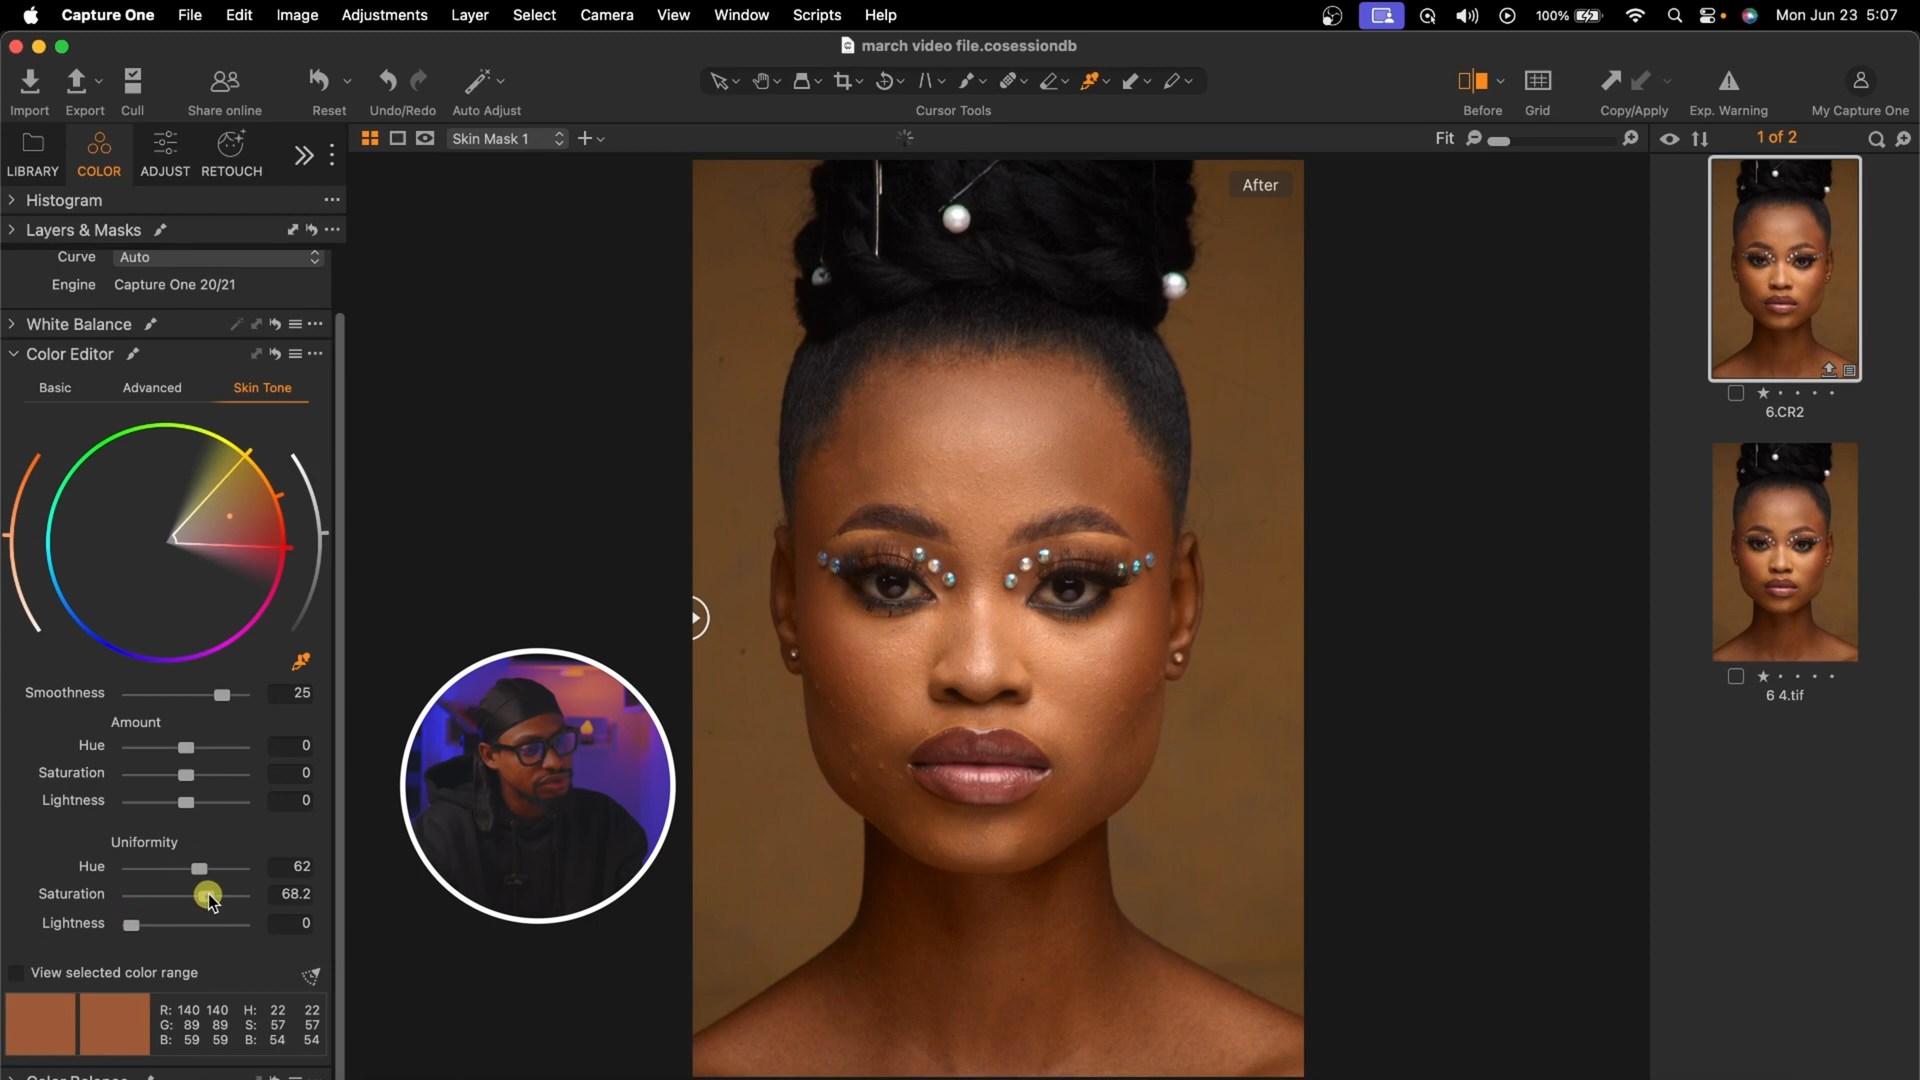 Capture One File Edit Image Adjustments Layer Select Camera View Window Scripts Help 100% Mon Jun 23 5:07
march video file.cosessiondb
Import Export Cull Share online Reset Undo/Redo Auto Adjust Cursor Tools Before Grid Copy/Apply Exp. Warning My Capture One
LIBRARY COLOR ADJUST RETOUCH
Skin Mask 1
Fit
1 of 2
After
Histogram
Layers & Masks
Curve Auto
Engine Capture One 20/21
White Balance
Color Editor
Basic Advanced Skin Tone
Smoothness 25
Amount
Hue 0
Saturation 0
Lightness 0
Uniformity
Hue 62
Saturation 68.2
Lightness 0
View selected color range
R: 140 140 H: 22 22
G: 89 89 S: 57 57
B: 59 59 B: 54 54
6.CR2
6 4.tif